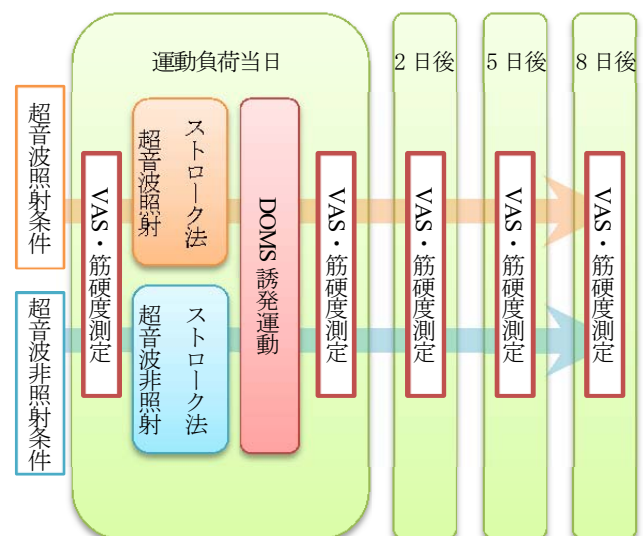 運動負荷当日
2日後
5日後
8日後
超音波照射条件
超音波非照射条件
VAS・筋硬度測定
ストローク法
超音波照射
ストローク法
超音波非照射
DOMS 誘発運動
VAS・筋硬度測定
VAS・筋硬度測定
VAS・筋硬度測定
VAS・筋硬度測定